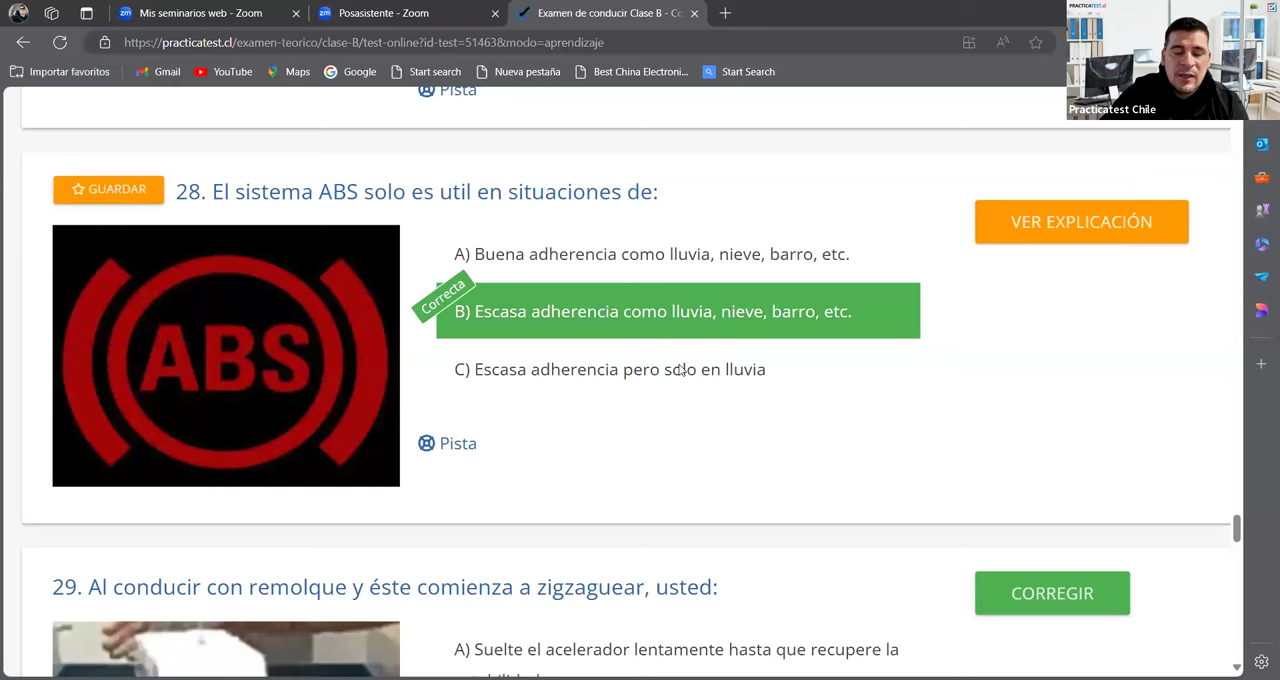 Mis seminarios web - Zoom
Posasistente - Zoom
Examen de conducir Clase B - Co
https://practicatest.cl/examen-teorico/clase-B/test-online?id-test=51463&modo=aprendizaje
Importar favoritos
Gmail
YouTube
Maps
Google
Start search
Nueva pestaña
Best China Electroni...
Start Search
PRACTICATEST.cl
Practicatest Chile
Pista
GUARDAR
28. El sistema ABS solo es util en situaciones de:
VER EXPLICACIÓN
ABS
A) Buena adherencia como lluvia, nieve, barro, etc.
Correcta
B) Escasa adherencia como lluvia, nieve, barro, etc.
C) Escasa adherencia pero solo en lluvia
Pista
29. Al conducir con remolque y éste comienza a zigzaguear, usted:
CORREGIR
A) Suelte el acelerador lentamente hasta que recupere la